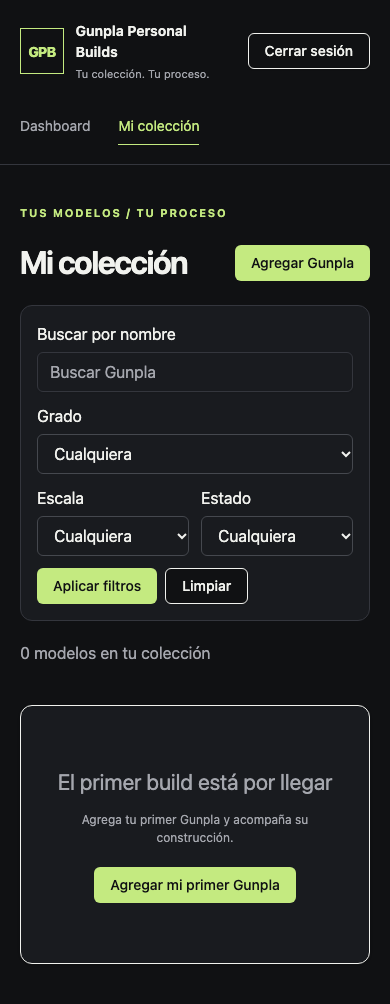 GPB
Gunpla Personal
Builds
Tu colección. Tu proceso.
Cerrar sesión
Dashboard
Mi colección
TUS MODELOS / TU PROCESO
Mi colección
Agregar Gunpla
Buscar por nombre
Buscar Gunpla
Grado
Cualquiera
Escala
Estado
Cualquiera
Cualquiera
Aplicar filtros
Limpiar
0 modelos en tu colección
El primer build está por llegar
Agrega tu primer Gunpla y acompaña su
construcción.
Agregar mi primer Gunpla